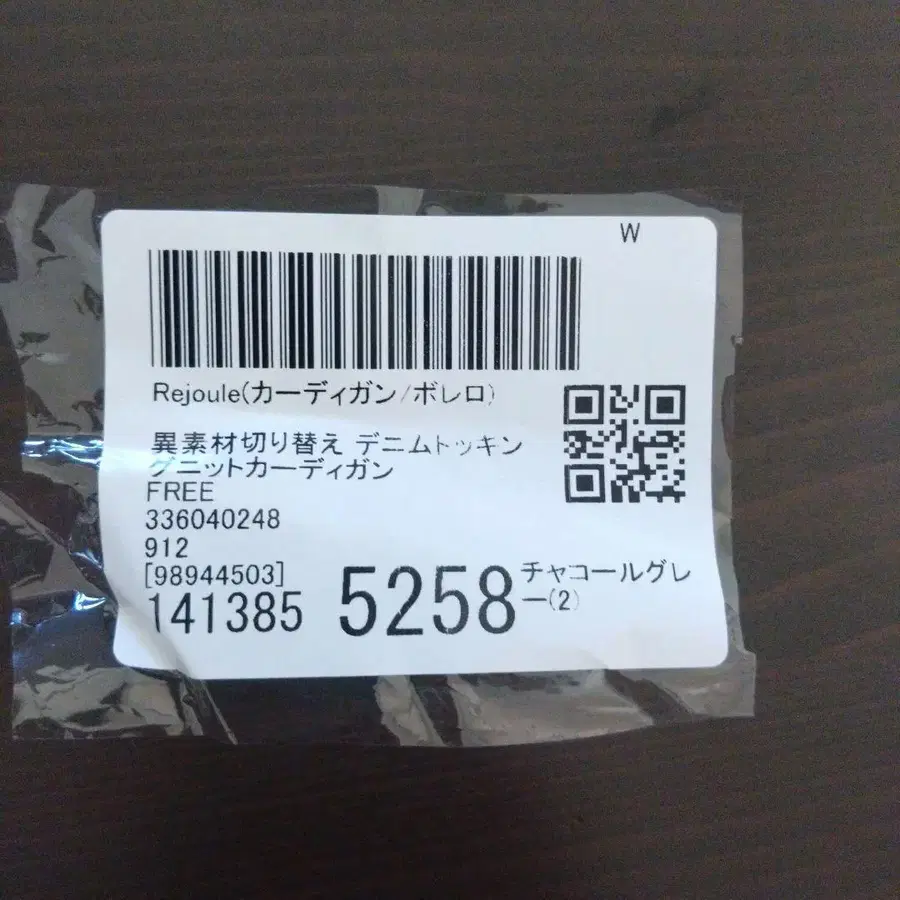 W
Rejoule(カーディガン/ボレロ)
異素材切り替え デニムトッキン
グニットカーディガン
FREE
336040248
912
[98944503]
141385 5258 チャコールグレ
ー(2)